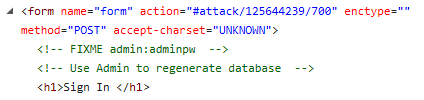 <form name="form" action="#attack/125644239/700" enctype=""
method="POST" accept-charset="UNKNOWN">
<!-- FIXME admin:adminpw  -->
<!-- Use Admin to regenerate database  -->
<h1>Sign In </h1>